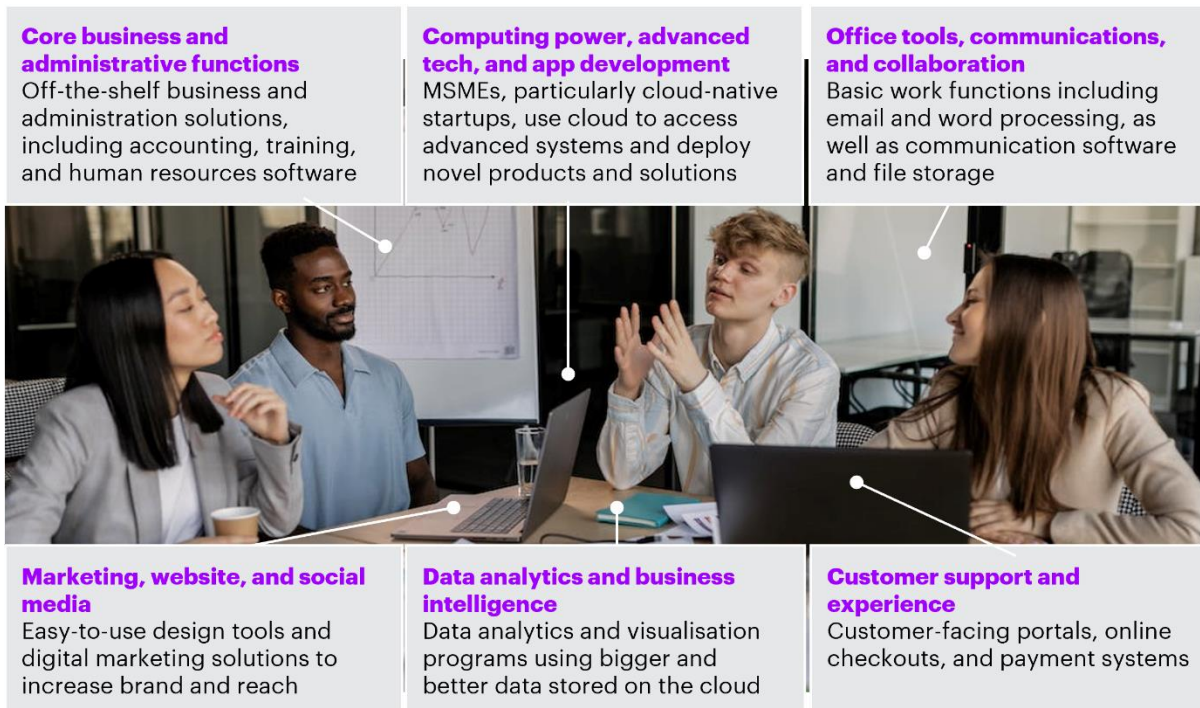 Core business and
administrative functions
Off-the-shelf business and
administration solutions,
including accounting, training,
and human resources software
Computing power, advanced
tech, and app development
MSMEs, particularly cloud-native
startups, use cloud to access
advanced systems and deploy
novel products and solutions
Office tools, communications,
and collaboration
Basic work functions including
email and word processing, as
well as communication software
and file storage
Marketing, website, and social
media
Easy-to-use design tools and
digital marketing solutions to
increase brand and reach
Data analytics and business
intelligence
Data analytics and visualisation
programs using bigger and
better data stored on the cloud
Customer support and
experience
Customer-facing portals, online
checkouts, and payment systems